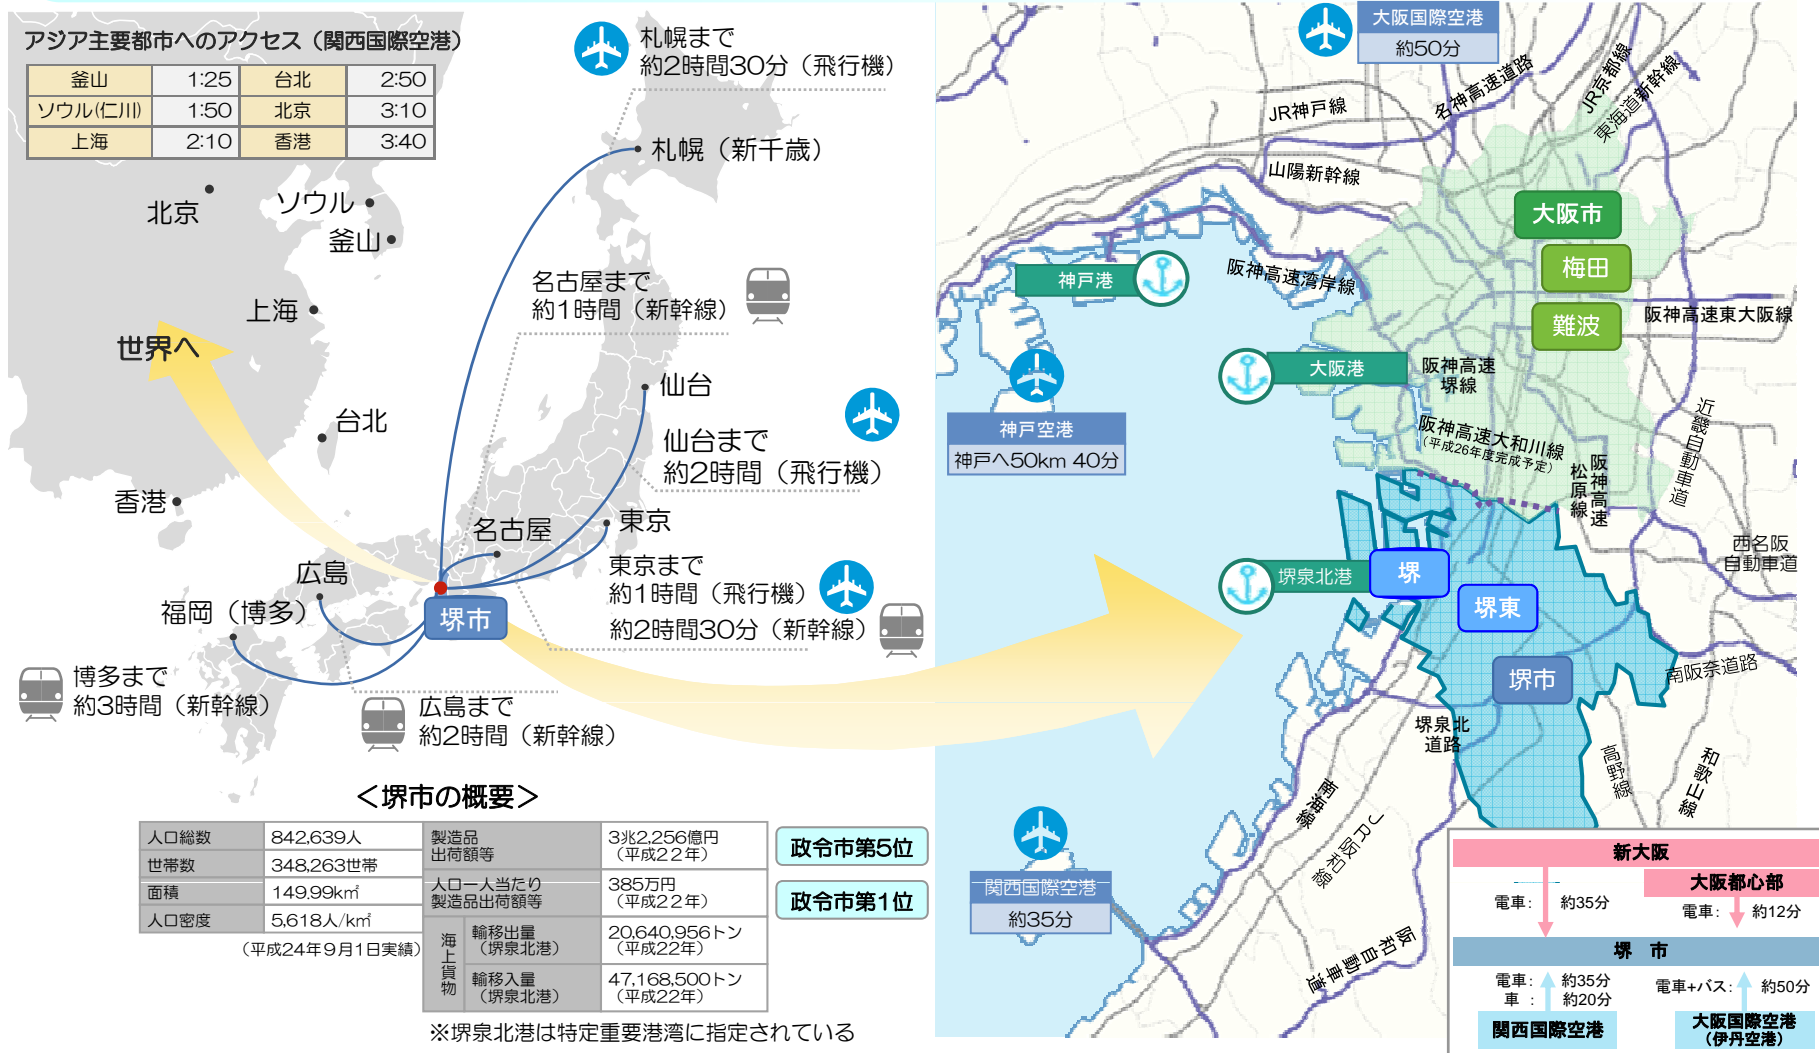 アジア主要都市へのアクセス（関西国際空港）
釜山 1:25 台北 2:50
ソウル(仁川) 1:50 北京 3:10
上海 2:10 香港 3:40
札幌まで
約2時間30分（飛行機）
札幌（新千歳）
北京
ソウル
釜山
上海
世界へ
台北
香港
名古屋まで
約1時間（新幹線）
仙台
仙台まで
約2時間（飛行機）
名古屋
東京
東京まで
約1時間（飛行機）
約2時間30分（新幹線）
広島
福岡（博多）
堺市
博多まで
約3時間（新幹線）
広島まで
約2時間（新幹線）
＜堺市の概要＞
人口総数 842,639人
世帯数 348,263世帯
面積 149.99k㎡
人口密度 5,618人/k㎡
（平成24年9月1日実績）
製造品
出荷額等
3兆2,256億円
（平成22年）
政令市第5位
人口一人当たり
製造品出荷額等
385万円
（平成22年）
政令市第1位
海上貨物
輸移出量
（堺泉北港）
20,640,956トン
（平成22年）
輸移入量
（堺泉北港）
47,168,500トン
（平成22年）
※堺泉北港は特定重要港湾に指定されている
大阪国際空港
約50分
JR神戸線
名神高速道路
JR京都線
東海道新幹線
山陽新幹線
大阪市
梅田
難波
神戸港
阪神高速湾岸線
阪神高速東大阪線
大阪港
阪神高速
堺線
神戸空港
神戸へ50km 40分
阪神高速大和川線
（平成26年度完成予定）
阪神高速
松原線
近畿自動車道
西名阪
自動車道
堺泉北港
堺
堺東
堺市
南阪奈道路
堺泉北
道路
高野線
和歌山線
南海線
JR阪和線
阪和自動車道
関西国際空港
約35分
新大阪
大阪都心部
電車： 約35分
電車： 約12分
堺 市
電車： 約35分
車 ： 約20分
電車+バス： 約50分
関西国際空港
大阪国際空港
（伊丹空港）